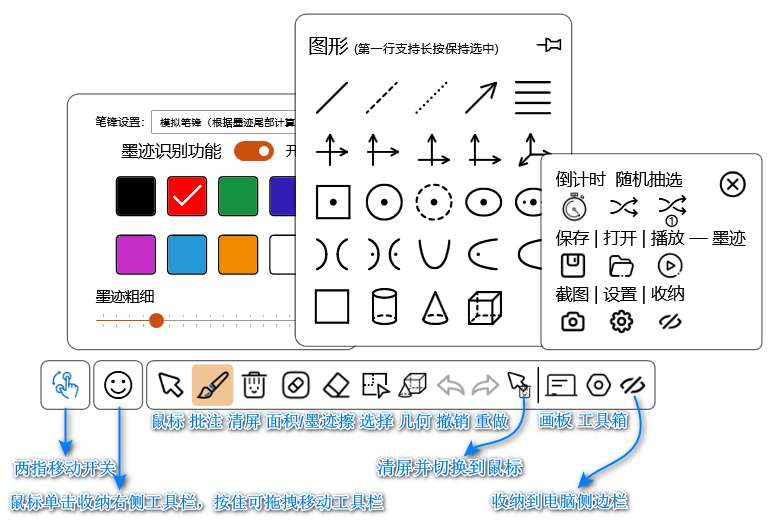 图形 (第一行支持长按保持选中)
笔锋设置: 模拟笔锋（根据墨迹尾部计算
墨迹识别功能 开
墨迹粗细
倒计时 随机抽选
①
保存 | 打开 | 播放 — 墨迹
截图 | 设置 | 收纳
鼠标 批注 清屏 面积/墨迹擦 选择 几何 撤销 重做 画板 工具箱
两指移动开关 清屏并切换到鼠标
鼠标单击收纳右侧工具栏，按住可拖拽移动工具栏 收纳到电脑侧边栏